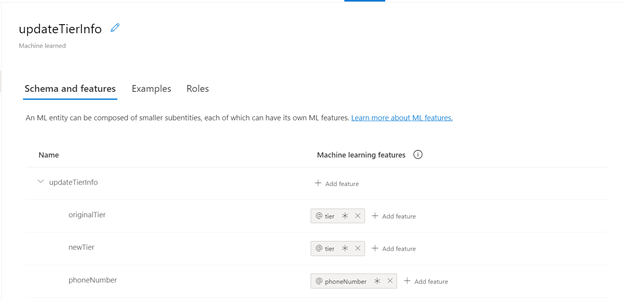 updateTierInfo
Machine learned
Schema and features Examples Roles
An ML entity can be composed of smaller subentities, each of which can have its own ML features. Learn more about ML features.
Name Machine learning features
updateTierInfo + Add feature
originalTier @ tier * × + Add feature
newTier @ tier * × + Add feature
phoneNumber @ phoneNumber * × + Add feature